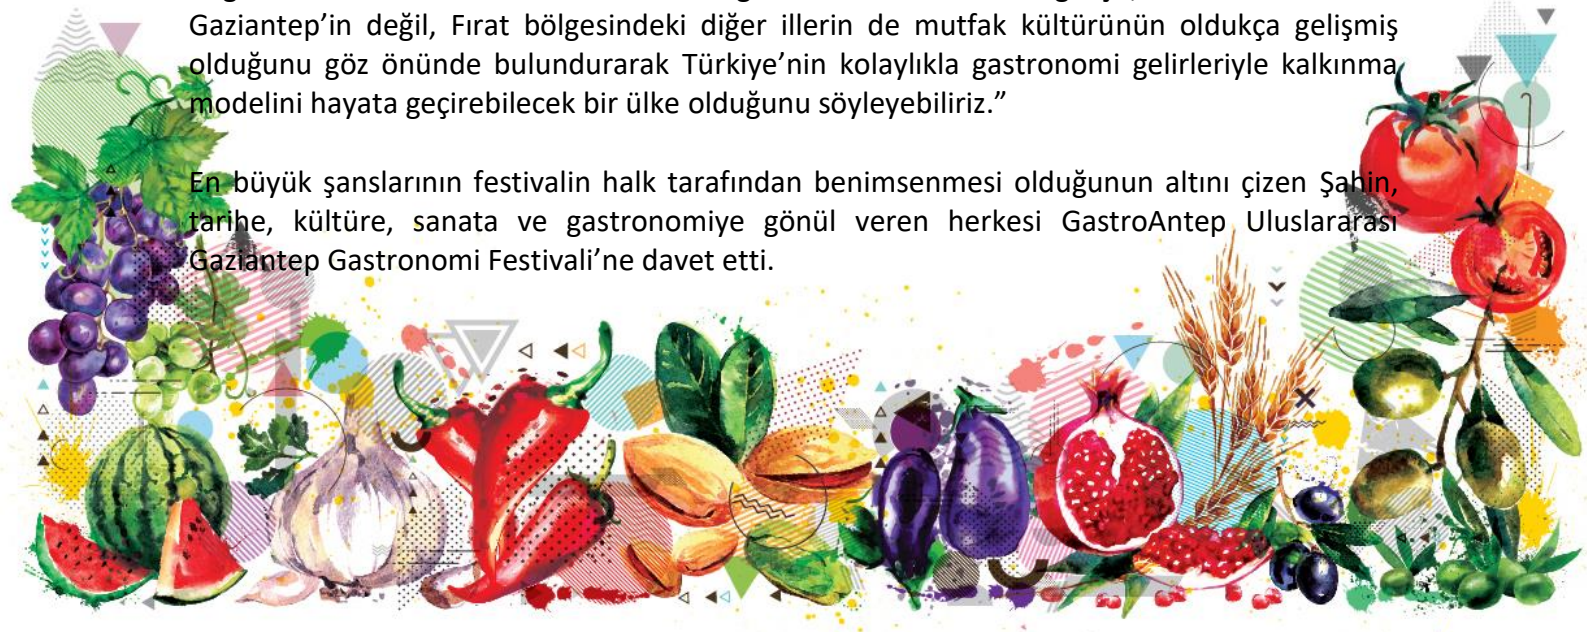 Gaziantep’in değil, Fırat bölgesindeki diğer illerin de mutfak kültürünün oldukça gelişmiş
olduğunu göz önünde bulundurarak Türkiye’nin kolaylıkla gastronomi gelirleriyle kalkınma
modelini hayata geçirebilecek bir ülke olduğunu söyleyebiliriz.”
En büyük şanslarının festivalin halk tarafından benimsenmesi olduğunun altını çizen Şahin,
tarihe, kültüre, sanata ve gastronomiye gönül veren herkesi GastroAntep Uluslararası
Gaziantep Gastronomi Festivali’ne davet etti.